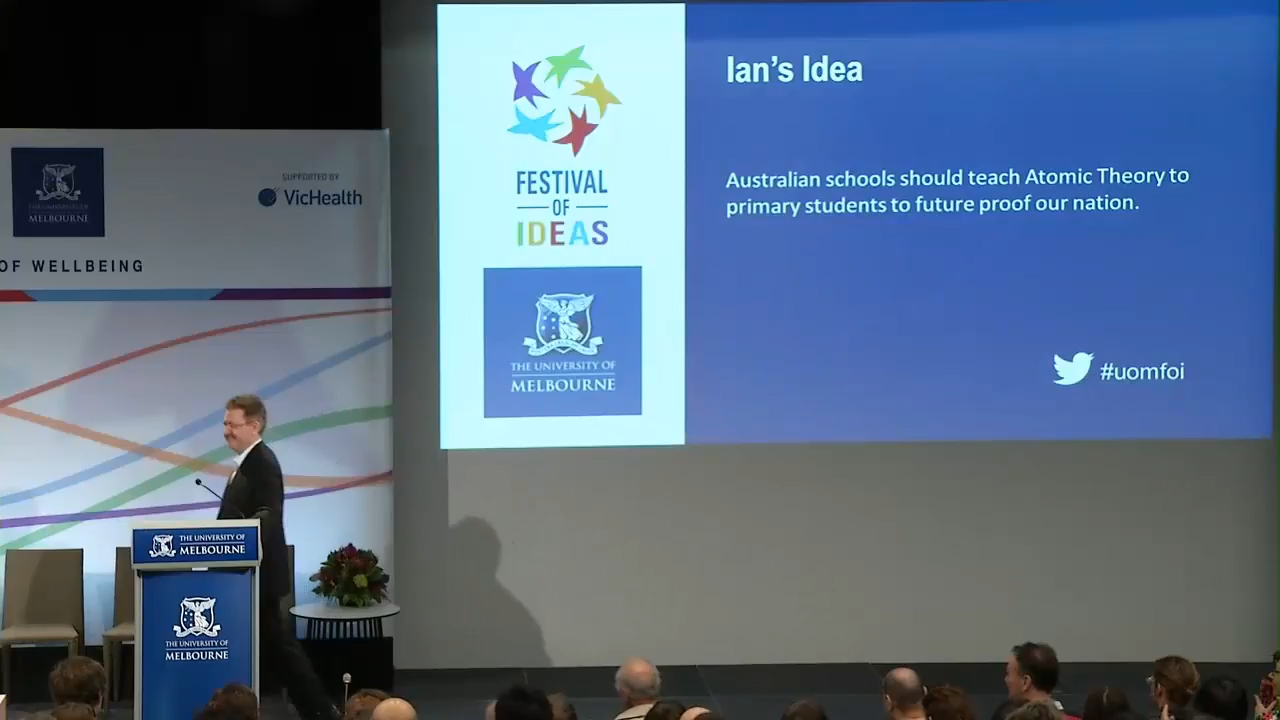 THE UNIVERSITY OF
MELBOURNE
SUPPORTED BY
VicHealth
OF WELLBEING
FESTIVAL
OF
IDEAS
THE UNIVERSITY OF
MELBOURNE
Ian's Idea
Australian schools should teach Atomic Theory to
primary students to future proof our nation.
#uomfoi
THE UNIVERSITY OF
MELBOURNE
THE UNIVERSITY OF
MELBOURNE